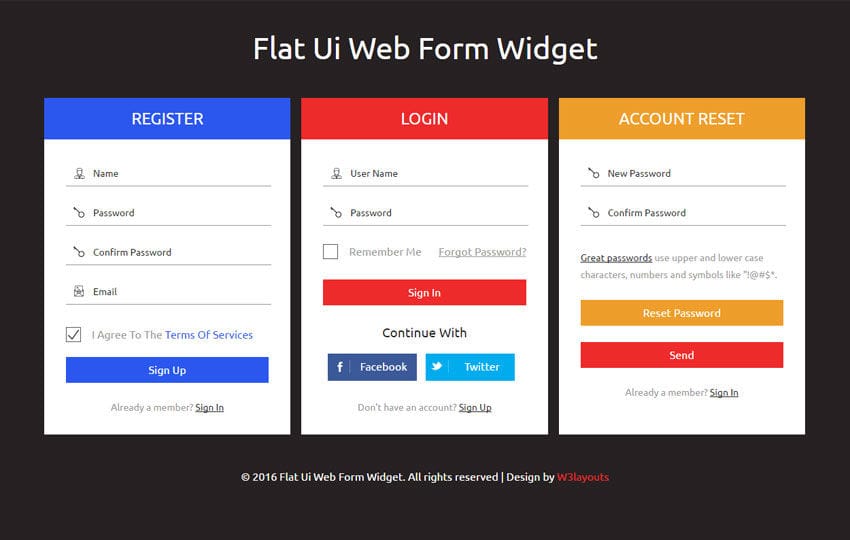 Flat Ui Web Form Widget
REGISTER
Name
Password
Confirm Password
Email
I Agree To The Terms Of Services
Sign Up
Already a member? Sign In
LOGIN
User Name
Password
Remember Me Forgot Password?
Sign In
Continue With
Facebook Twitter
Don't have an account? Sign Up
ACCOUNT RESET
New Password
Confirm Password
Great passwords use upper and lower case
characters, numbers and symbols like "!@#$*.
Reset Password
Send
Already a member? Sign In
© 2016 Flat Ui Web Form Widget. All rights reserved | Design by W3layouts